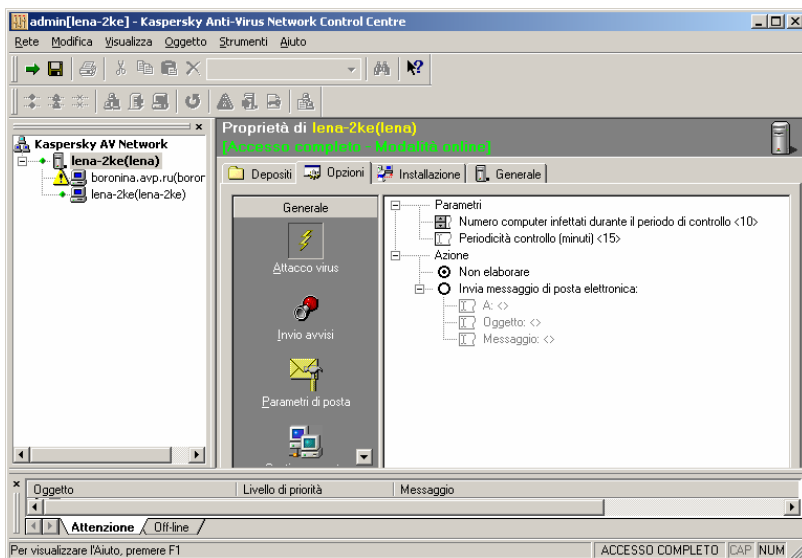 admin[lena-2ke] - Kaspersky Anti-Virus Network Control Centre
Rete Modifica Visualizza Oggetto Strumenti Aiuto
Kaspersky AV Network
lena-2ke(lena)
boronina.avp.ru(boron
lena-2ke(lena-2ke)
Proprietà di lena-2ke(lena)
[Accesso completo - Modalità online]
Depositi Opzioni Installazione Generale
Generale
Attacco virus
Invio avvisi
Parametri di posta
Parametri
Numero computer infettati durante il periodo di controllo <10>
Periodicità controllo (minuti) <15>
Azione
Non elaborare
Invia messaggio di posta elettronica:
A: <>
Oggetto: <>
Messaggio: <>
Oggetto Livello di priorità Messaggio
Attenzione Off-line
Per visualizzare l'Aiuto, premere F1 ACCESSO COMPLETO CAP NUM